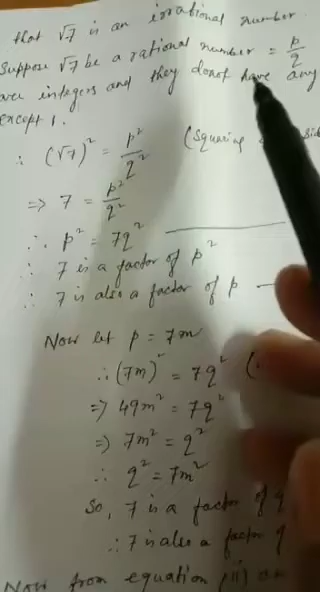 that √7 is an irrational number.
Suppose √7 be a rational number = p/q
are integers and they donot have any
except 1.
∴ (√7)² = p²/q² (Squaring
⇒ 7 = p²/q²
∴ p² = 7q²
∴ 7 is a factor of p²
∴ 7 is also a factor of p —
Now let p = 7m
∴ (7m)² = 7q² (
⇒ 49m² = 7q²
⇒ 7m² = q²
∴ q² = 7m²
So, 7 is a factor of q
∴ 7 is also a factor
Now from equation (ii) an